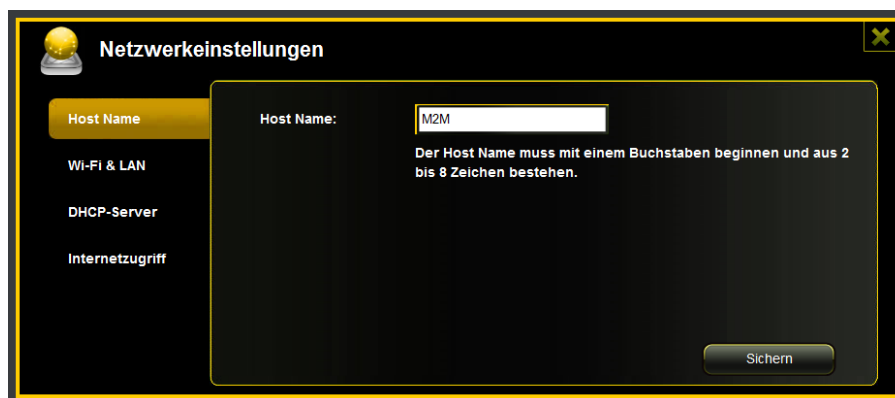 Netzwerkeinstellungen
Host Name
Wi-Fi & LAN
DHCP-Server
Internetzugriff
Host Name:
M2M
Der Host Name muss mit einem Buchstaben beginnen und aus 2
bis 8 Zeichen bestehen.
Sichern